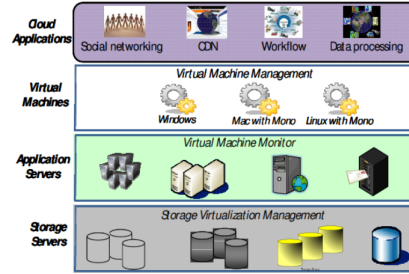 Cloud Applications
Social networking
CDN
Workflow
Data processing
Virtual Machines
Virtual Machine Management
Windows
Mac with Mono
Linux with Mono
Application Servers
Virtual Machine Monitor
Storage Servers
Storage Virtualization Management